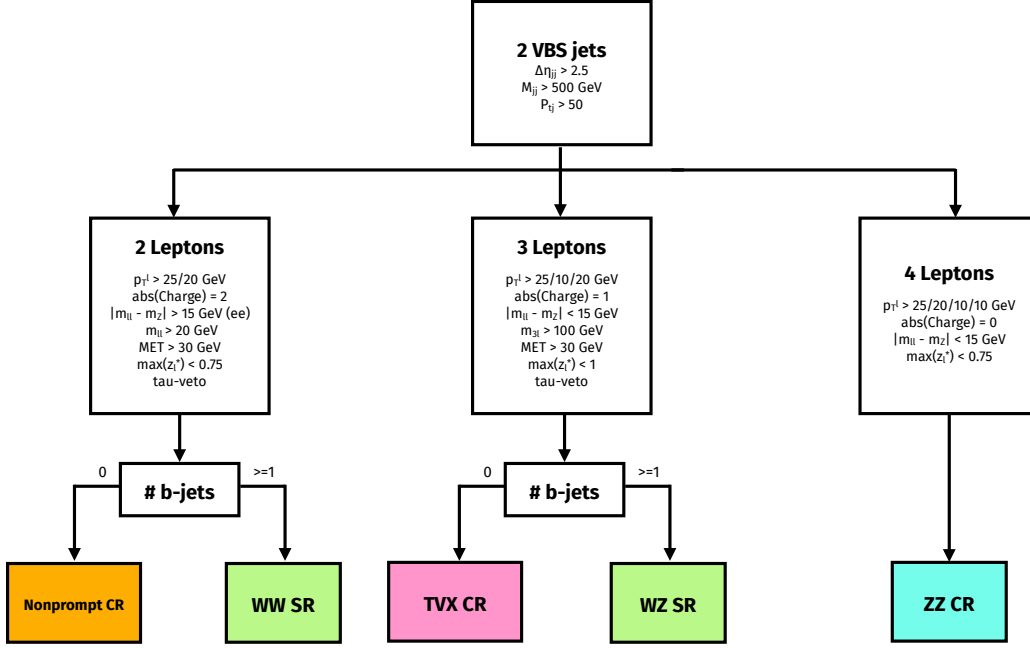 2 VBS jets
Δη_jj > 2.5
M_jj > 500 GeV
P_tj > 50
2 Leptons
p_T^l > 25/20 GeV
abs(Charge) = 2
|m_ll - m_Z| > 15 GeV (ee)
m_ll > 20 GeV
MET > 30 GeV
max(z_l^*) < 0.75
tau-veto
3 Leptons
p_T^l > 25/10/20 GeV
abs(Charge) = 1
|m_ll - m_Z| < 15 GeV
m_3l > 100 GeV
MET > 30 GeV
max(z_l^*) < 1
tau-veto
4 Leptons
p_T^l > 25/20/10/10 GeV
abs(Charge) = 0
|m_ll - m_Z| < 15 GeV
max(z_l^*) < 0.75
0
# b-jets
>=1
0
# b-jets
>=1
Nonprompt CR
WW SR
TVX CR
WZ SR
ZZ CR